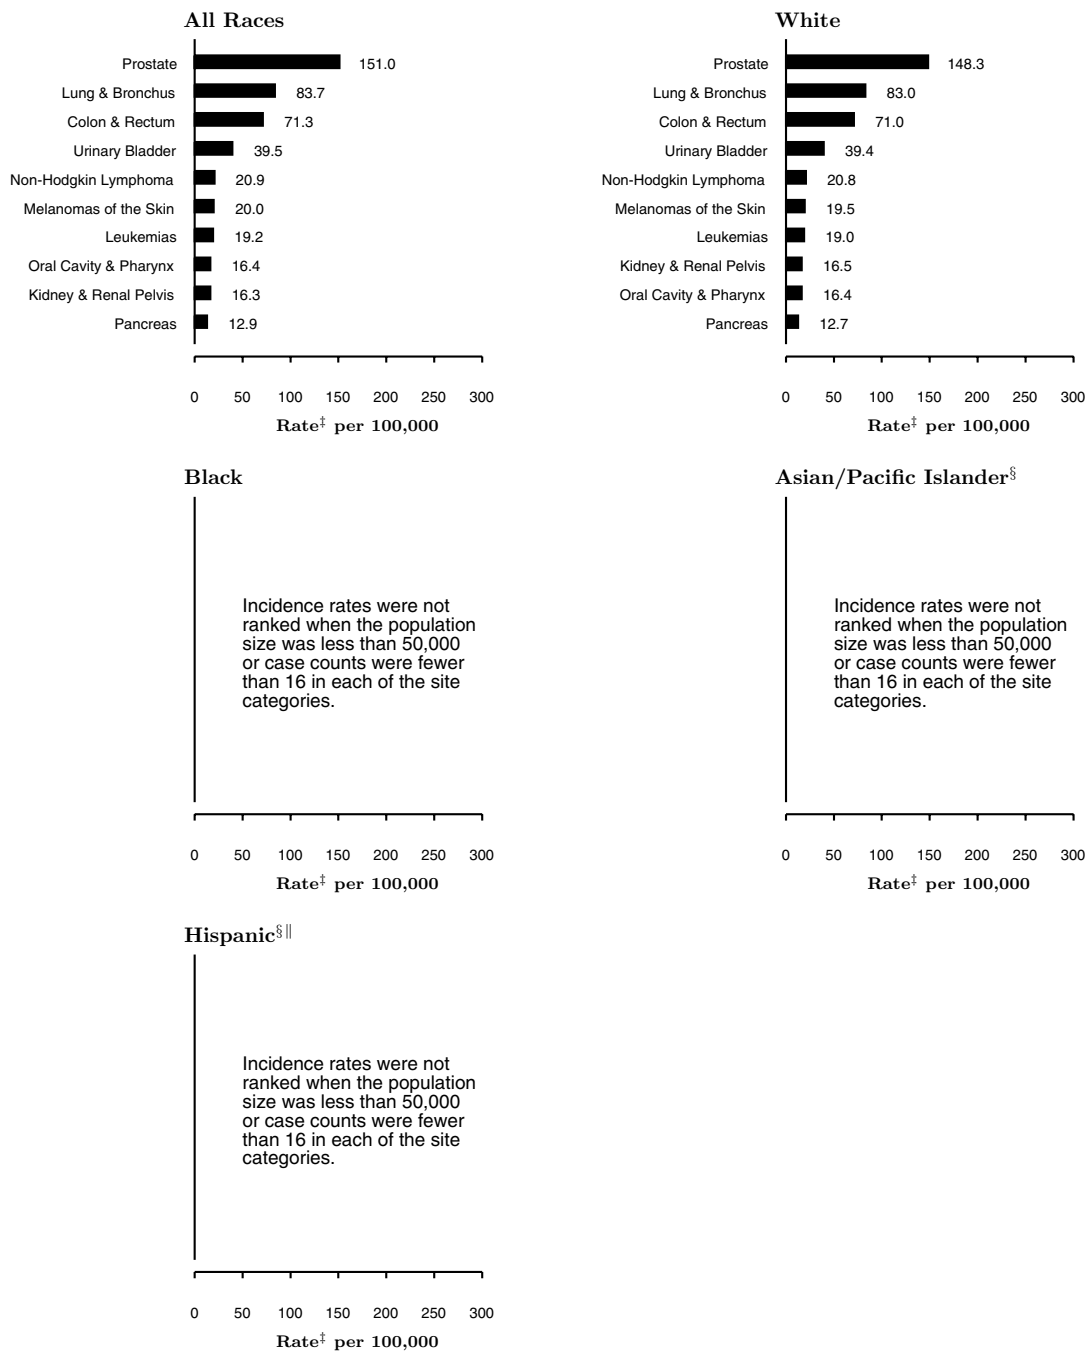 All Races
Prostate 151.0
Lung & Bronchus 83.7
Colon & Rectum 71.3
Urinary Bladder 39.5
Non-Hodgkin Lymphoma 20.9
Melanomas of the Skin 20.0
Leukemias 19.2
Oral Cavity & Pharynx 16.4
Kidney & Renal Pelvis 16.3
Pancreas 12.9
0 50 100 150 200 250 300
Rate‡ per 100,000
White
Prostate 148.3
Lung & Bronchus 83.0
Colon & Rectum 71.0
Urinary Bladder 39.4
Non-Hodgkin Lymphoma 20.8
Melanomas of the Skin 19.5
Leukemias 19.0
Kidney & Renal Pelvis 16.5
Oral Cavity & Pharynx 16.4
Pancreas 12.7
0 50 100 150 200 250 300
Rate‡ per 100,000
Black
Incidence rates were not
ranked when the population
size was less than 50,000
or case counts were fewer
than 16 in each of the site
categories.
0 50 100 150 200 250 300
Rate‡ per 100,000
Asian/Pacific Islander§
Incidence rates were not
ranked when the population
size was less than 50,000
or case counts were fewer
than 16 in each of the site
categories.
0 50 100 150 200 250 300
Rate‡ per 100,000
Hispanic§‖
Incidence rates were not
ranked when the population
size was less than 50,000
or case counts were fewer
than 16 in each of the site
categories.
0 50 100 150 200 250 300
Rate‡ per 100,000